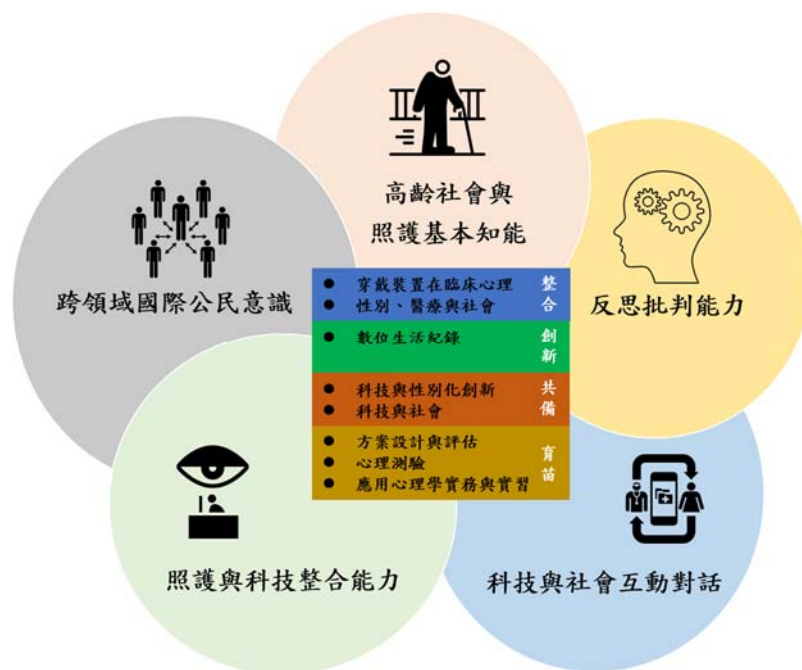 高齡社會與
照護基本知能
跨領域國際公民意識
反思批判能力
● 穿戴裝置在臨床心理
● 性別、醫療與社會
整合
● 數位生活紀錄
創新
● 科技與性別化創新
● 科技與社會
共備
● 方案設計與評估
● 心理測驗
● 應用心理學實務與實習
育苗
照護與科技整合能力
科技與社會互動對話